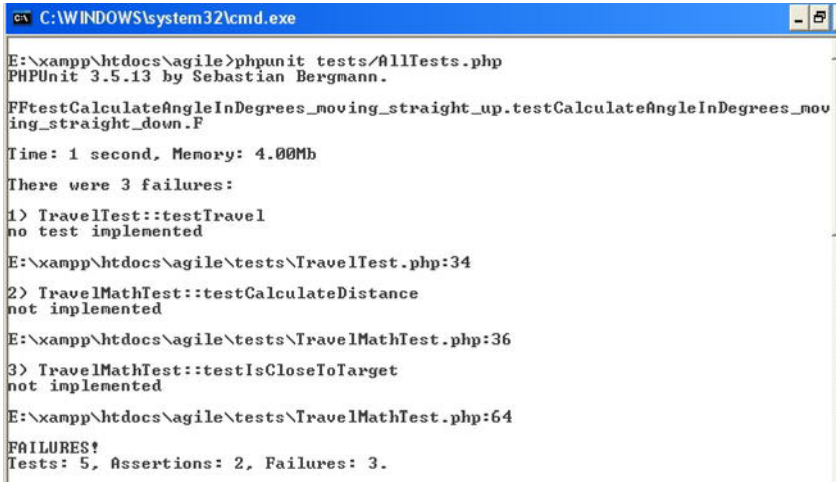 C:\WINDOWS\system32\cmd.exe
E:\xampp\htdocs\agile>phpunit tests/AllTests.php
PHPUnit 3.5.13 by Sebastian Bergmann.
FFtestCalculateAngleInDegrees_moving_straight_up.testCalculateAngleInDegrees_mov
ing_straight_down.F
Time: 1 second, Memory: 4.00Mb
There were 3 failures:
1) TravelTest::testTravel
no test implemented
E:\xampp\htdocs\agile\tests\TravelTest.php:34
2) TravelMathTest::testCalculateDistance
not implemented
E:\xampp\htdocs\agile\tests\TravelMathTest.php:36
3) TravelMathTest::testIsCloseToTarget
not implemented
E:\xampp\htdocs\agile\tests\TravelMathTest.php:64
FAILURES!
Tests: 5, Assertions: 2, Failures: 3.